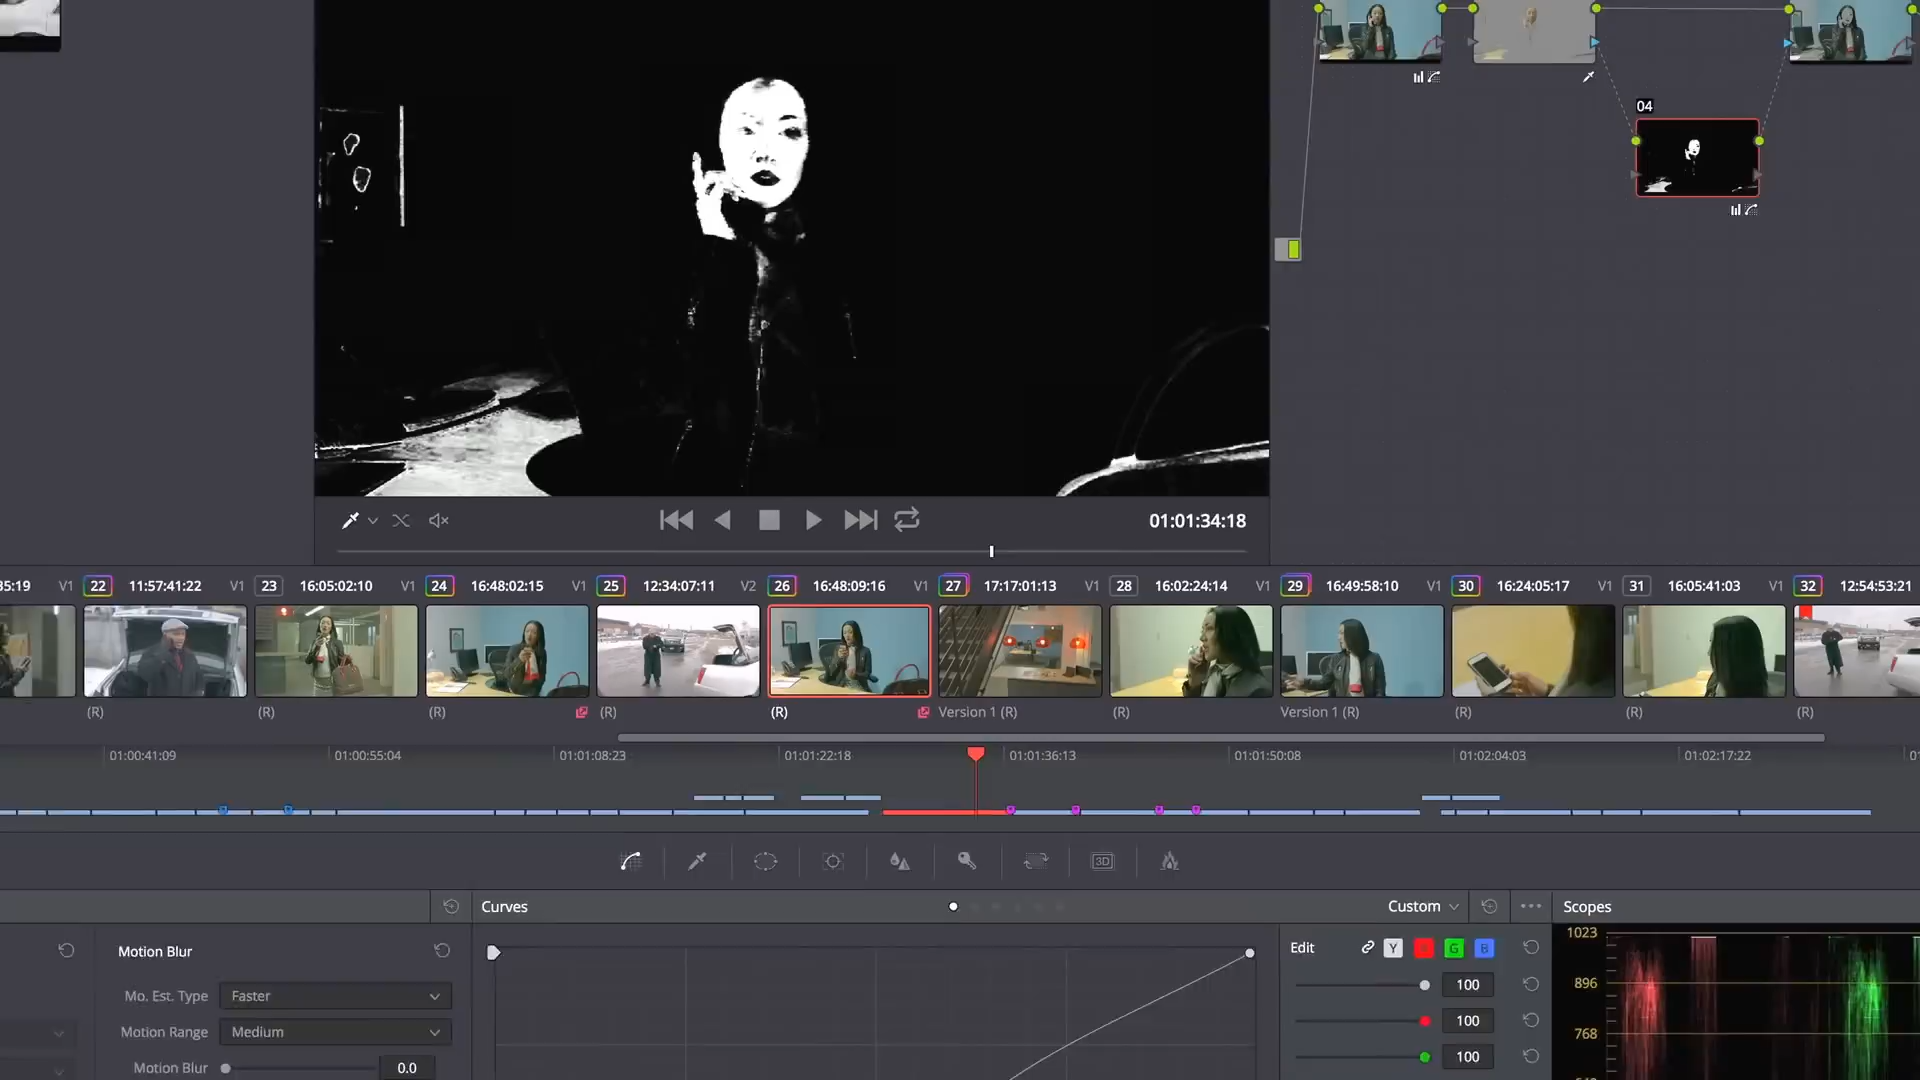 04
01:01:34:18
35:19 V1 22 11:57:41:22 V1 23 16:05:02:10 V1 24 16:48:02:15 V1 25 12:34:07:11 V2 26 16:48:09:16 V1 27 17:17:01:13 V1 28 16:02:24:14 V1 29 16:49:58:10 V1 30 16:24:05:17 V1 31 16:05:41:03 V1 32 12:54:53:21
(R) (R) (R) (R) (R) Version 1 (R) (R) Version 1 (R) (R) (R) (R)
01:00:41:09 01:00:55:04 01:01:08:23 01:01:22:18 01:01:36:13 01:01:50:08 01:02:04:03 01:02:17:22
3D
Curves Custom Scopes
1023
Motion Blur Edit Y G B
100 896
Mo. Est. Type Faster
100 768
Motion Range Medium
100
Motion Blur 0.0